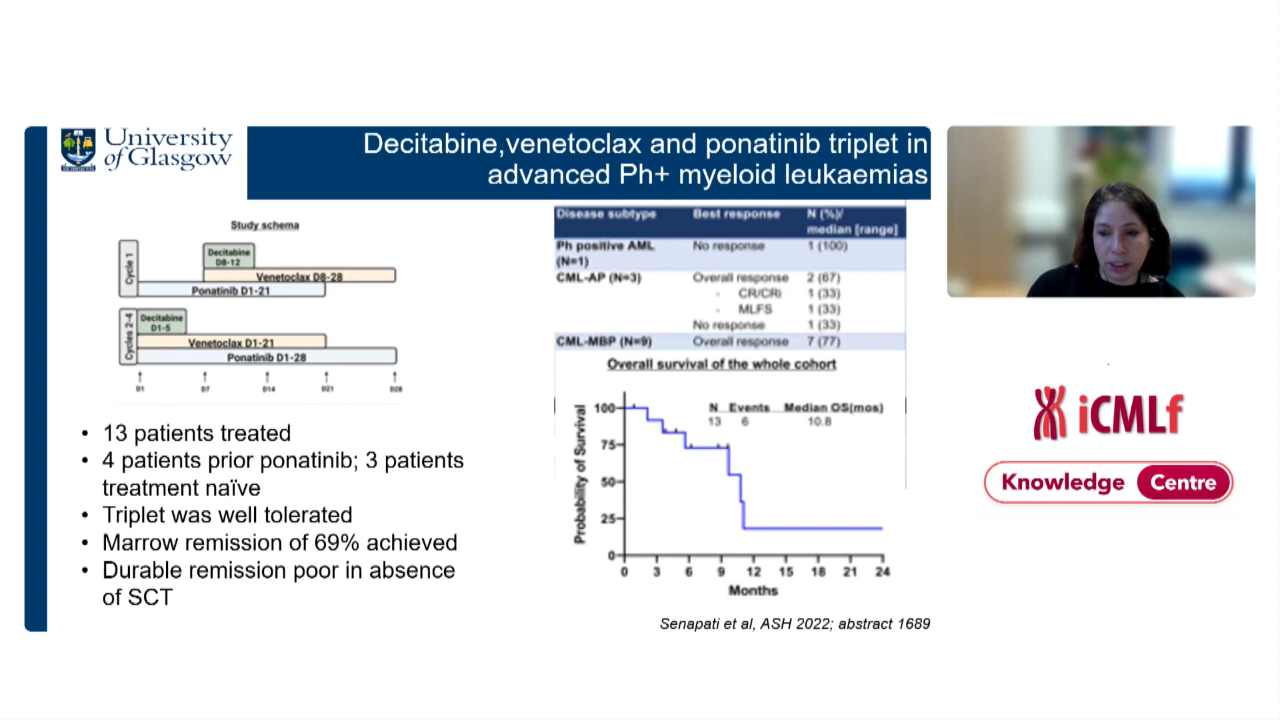 University
of Glasgow
Decitabine,venetoclax and ponatinib triplet in
advanced Ph+ myeloid leukaemias
Study schema
Cycle 1
Decitabine
D8-12
Venetoclax D8-28
Ponatinib D1-21
Cycles 2-4
Decitabine
D1-5
Venetoclax D1-21
Ponatinib D1-28
D1 D7 D14 D21 D28
• 13 patients treated
• 4 patients prior ponatinib; 3 patients
treatment naïve
• Triplet was well tolerated
• Marrow remission of 69% achieved
• Durable remission poor in absence
of SCT
Disease subtype Best response N (%)/
median [range]
Ph positive AML No response 1 (100)
(N=1)
CML-AP (N=3) Overall response 2 (67)
- CR/CRi 1 (33)
- MLFS 1 (33)
No response 1 (33)
CML-MBP (N=9) Overall response 7 (77)
Overall survival of the whole cohort
N Events Median OS(mos)
13 6 10.8
Probability of Survival
100
75
50
25
0
0 3 6 9 12 15 18 21 24
Months
Senapati et al, ASH 2022; abstract 1689
iCMLf
Knowledge Centre